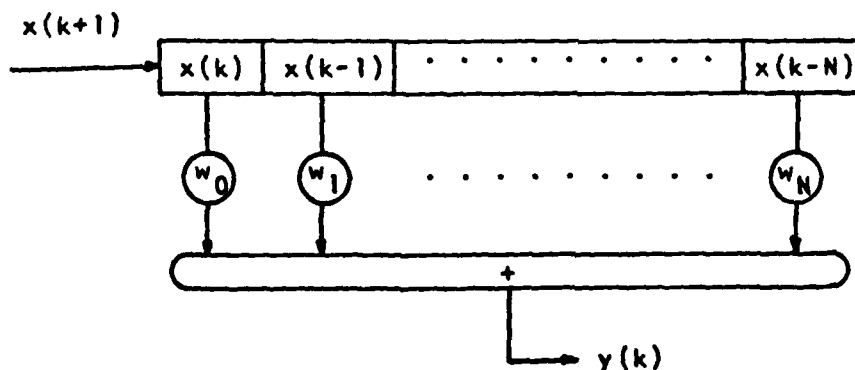 x(k+1)
x(k) x(k-1) . . . . . . . . . . x(k-N)
w0 w1 . . . . . . . . . wN
+
y(k)